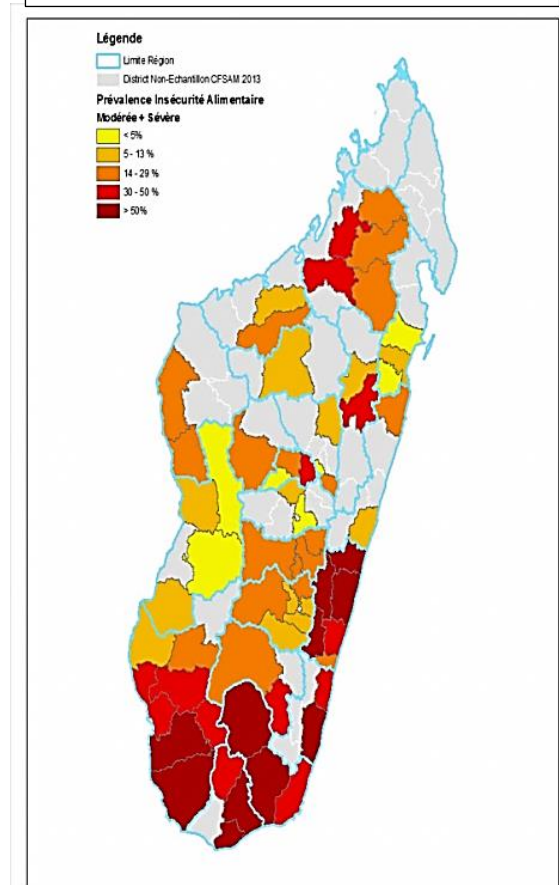 Légende
Limite Région
District Non-Echantillon CFSAM 2013
Prévalence Insécurité Alimentaire
Modérée + Sévère
< 5%
5 - 13 %
14 - 29 %
30 - 50 %
> 50%